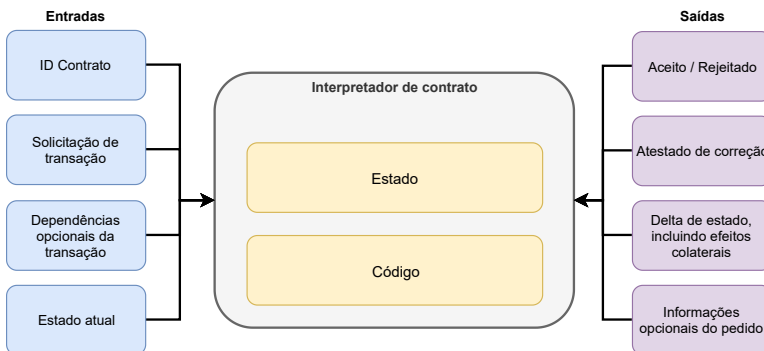 Entradas
ID Contrato
Solicitação de
transação
Dependências
opcionais da
transação
Estado atual
Interpretador de contrato
Estado
Código
Saídas
Aceito / Rejeitado
Atestado de correção
Delta de estado,
incluindo efeitos
colaterais
Informações
opcionais do pedido